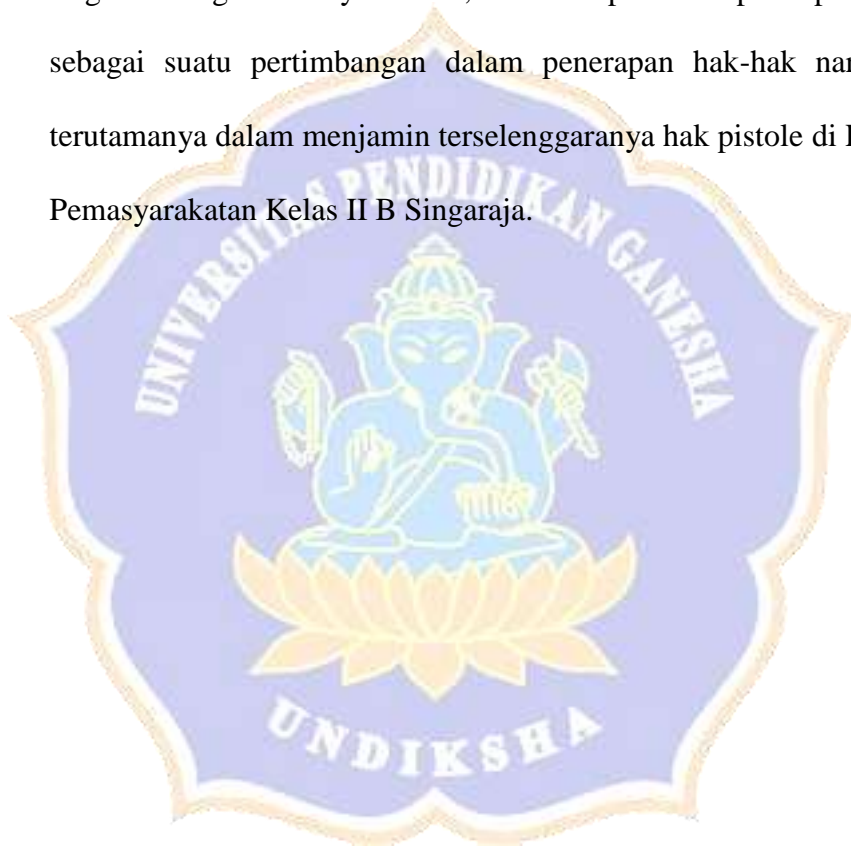 sebagai suatu pertimbangan dalam penerapan hak-hak
terutamanya dalam menjamin terselenggaranya hak pistole di
Pemasyarakatan Kelas II B Singaraja.
UNIVERSITAS PENDIDIKAN GANESHA
UNDIKSHA